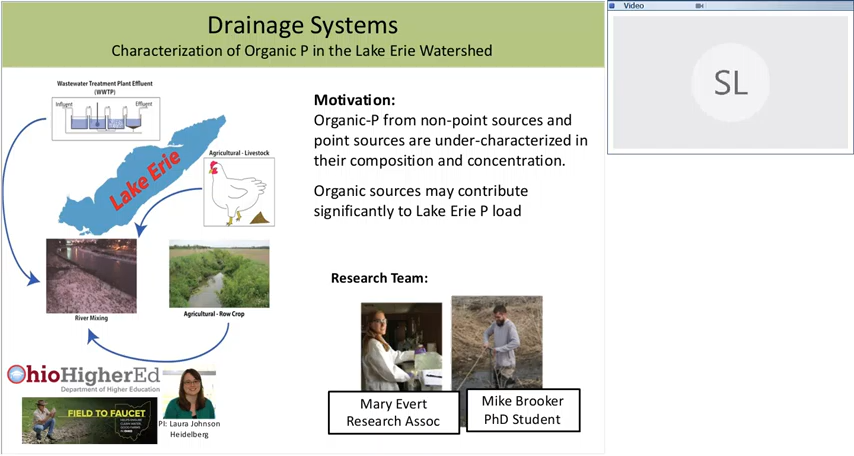 Drainage Systems
Characterization of Organic P in the Lake Erie Watershed
Wastewater Treatment Plant Effluent
(WWTP)
Influent
Effluent
Lake Erie
Agricultural - Livestock
River Mixing
Agricultural - Row Crop
Motivation:
Organic-P from non-point sources and
point sources are under-characterized in
their composition and concentration.
Organic sources may contribute
significantly to Lake Erie P load
Research Team:
Mary Evert
Research Assoc
Mike Brooker
PhD Student
OhioHigherEd
Department of Higher Education
FIELD TO FAUCET
PI: Laura Johnson
Heidelberg
Video
SL